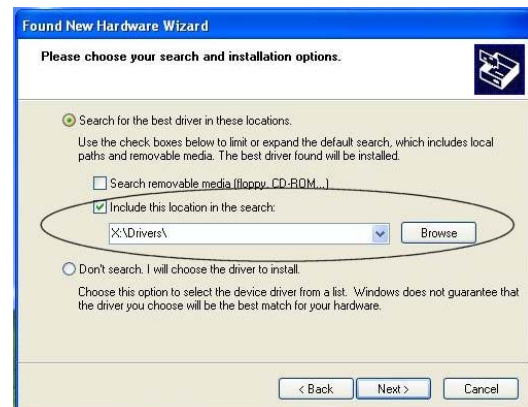 Found New Hardware Wizard
Please choose your search and installation options.
Search for the best driver in these locations.
Use the check boxes below to limit or expand the default search, which includes local
paths and removable media. The best driver found will be installed.
Search removable media (floppy, CD-ROM...)
Include this location in the search:
X:\Drivers\
Browse
Don't search. I will choose the driver to install.
Choose this option to select the device driver from a list. Windows does not guarantee that
the driver you choose will be the best match for your hardware.
< Back
Next >
Cancel